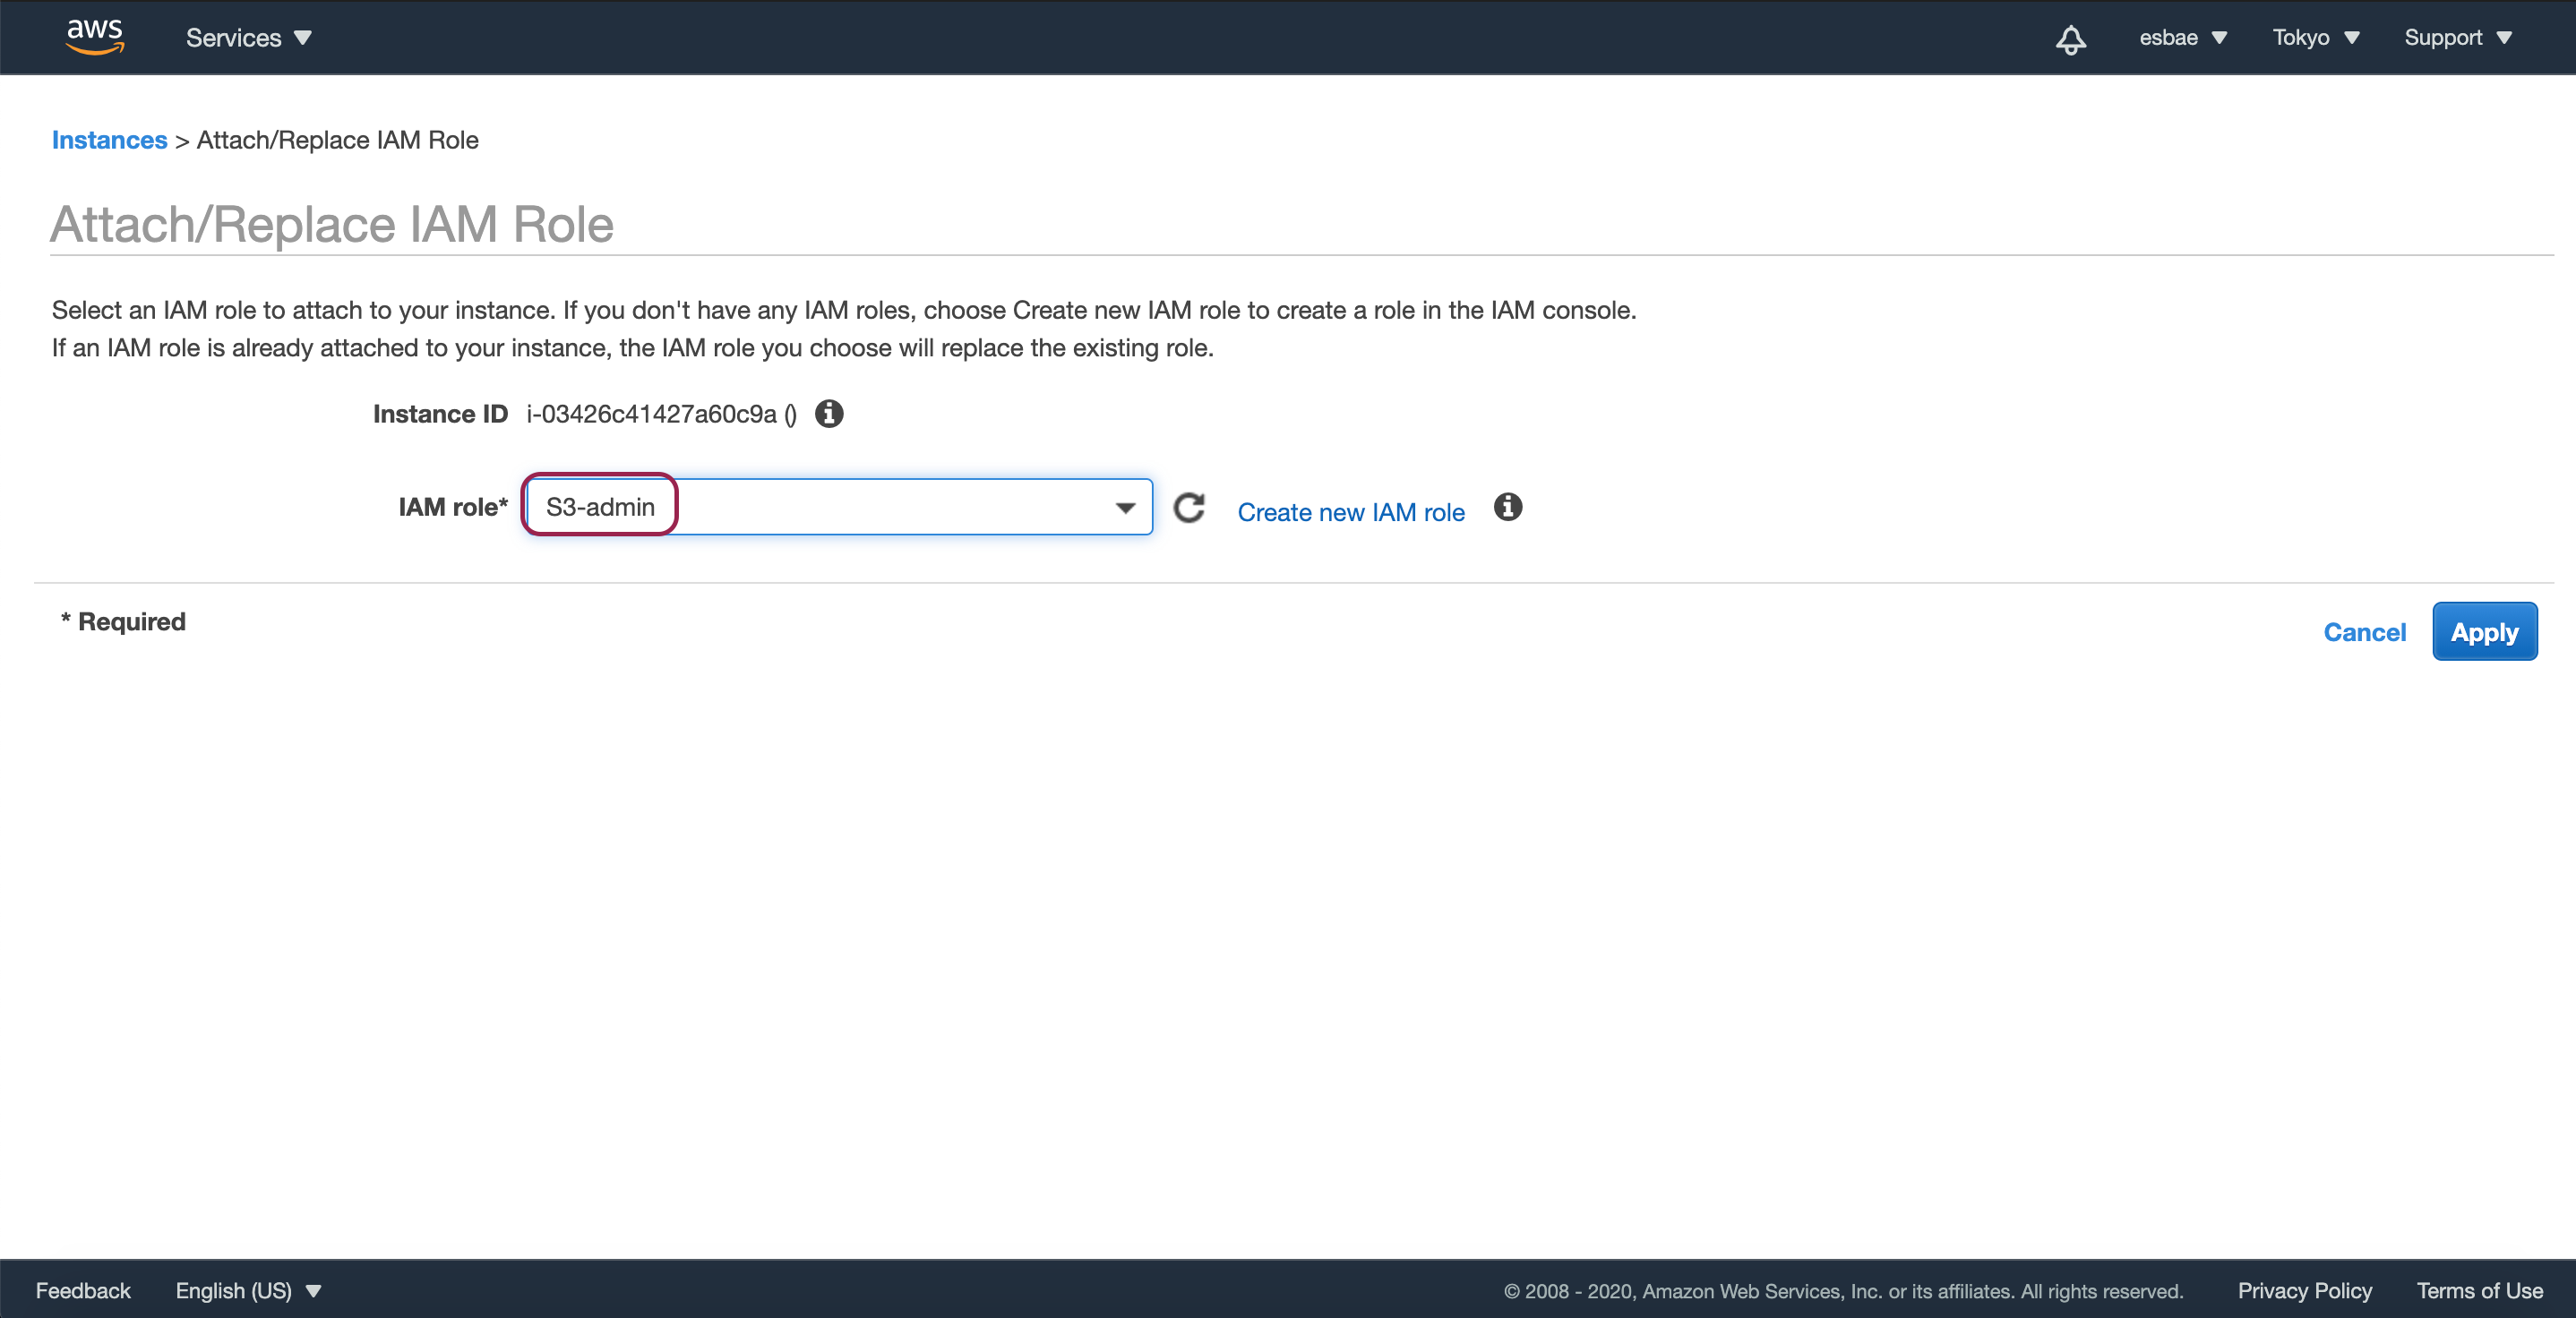 aws Services esbae Tokyo Support
Instances > Attach/Replace IAM Role
Attach/Replace IAM Role
Select an IAM role to attach to your instance. If you don't have any IAM roles, choose Create new IAM role to create a role in the IAM console.
If an IAM role is already attached to your instance, the IAM role you choose will replace the existing role.
Instance ID i-03426c41427a60c9a ()
IAM role* S3-admin Create new IAM role
* Required Cancel Apply
Feedback English (US) © 2008 - 2020, Amazon Web Services, Inc. or its affiliates. All rights reserved. Privacy Policy Terms of Use